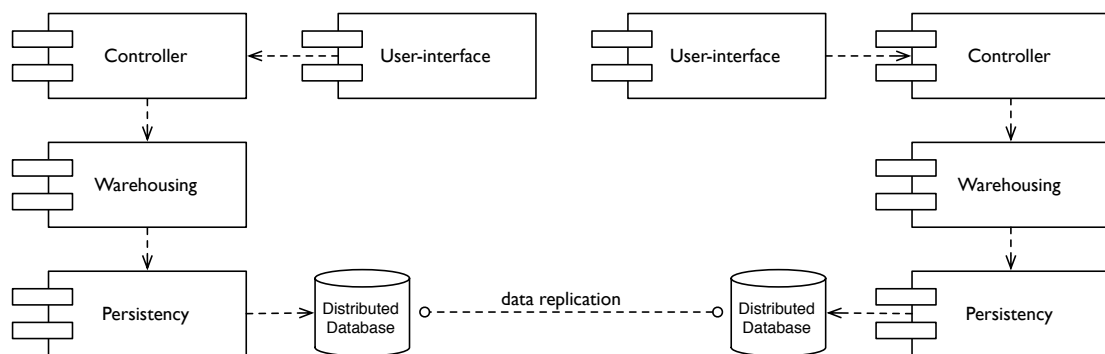 Controller
User-interface
User-interface
Controller
Warehousing
Warehousing
Persistency
Distributed
Database
data replication
Distributed
Database
Persistency